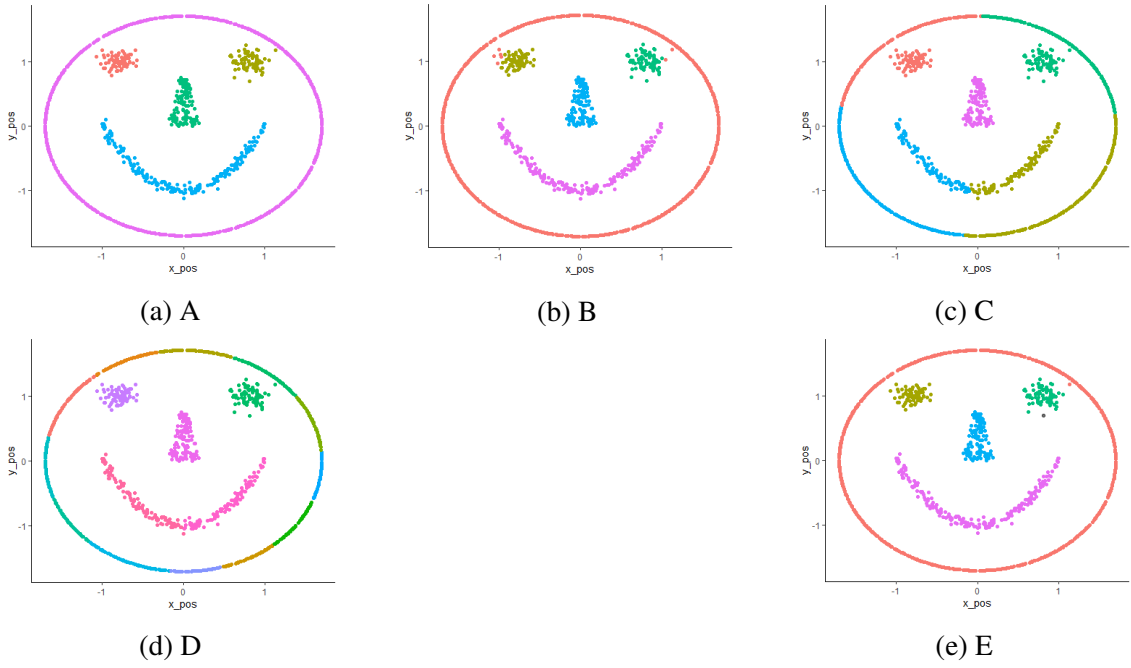 1
0
-1
y_pos
-1 0 1
x_pos
(a) A
1
0
-1
y_pos
-1 0 1
x_pos
(b) B
1
0
-1
y_pos
-1 0 1
x_pos
(c) C
1
0
-1
y_pos
-1 0 1
x_pos
(d) D
1
0
-1
y_pos
-1 0 1
x_pos
(e) E